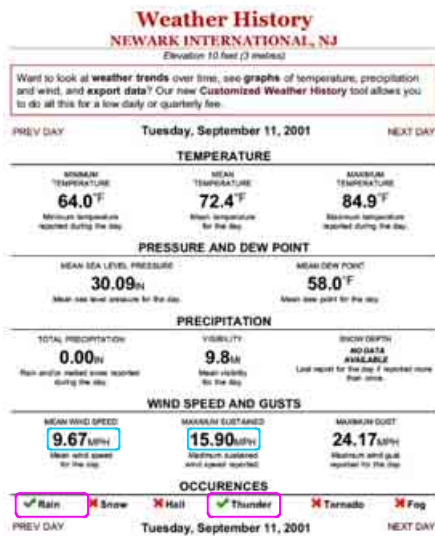 Weather History
NEWARK INTERNATIONAL, NJ
Elevation 10 feet (3 metres)
Want to look at weather trends over time, see graphs of temperature, precipitation
and wind, and export data? Our new Customized Weather History tool allows you
to do all this for a low daily or quarterly fee.
PREV DAY Tuesday, September 11, 2001 NEXT DAY
TEMPERATURE
MINIMUM TEMPERATURE MEAN TEMPERATURE MAXIMUM TEMPERATURE
64.0°F 72.4°F 84.9°F
Minimum temperature reported during the day. Mean temperature for the day. Maximum temperature reported during the day.
PRESSURE AND DEW POINT
MEAN SEA LEVEL PRESSURE MEAN DEW POINT
30.09IN 58.0°F
Mean sea level pressure for the day. Mean dew point for the day.
PRECIPITATION
TOTAL PRECIPITATION VISIBILITY SNOW DEPTH
0.00IN 9.8MI NO DATA AVAILABLE
Rain and/or melted snow reported during the day. Mean visibility for the day. Last report for the day if reported more than once.
WIND SPEED AND GUSTS
MEAN WIND SPEED MAXIMUM SUSTAINED MAXIMUM GUST
9.67MPH 15.90MPH 24.17MPH
Mean wind speed for the day. Maximum sustained wind speed reported. Maximum wind gust reported for the day.
OCCURENCES
Rain Snow Hail Thunder Tornado Fog
PREV DAY Tuesday, September 11, 2001 NEXT DAY